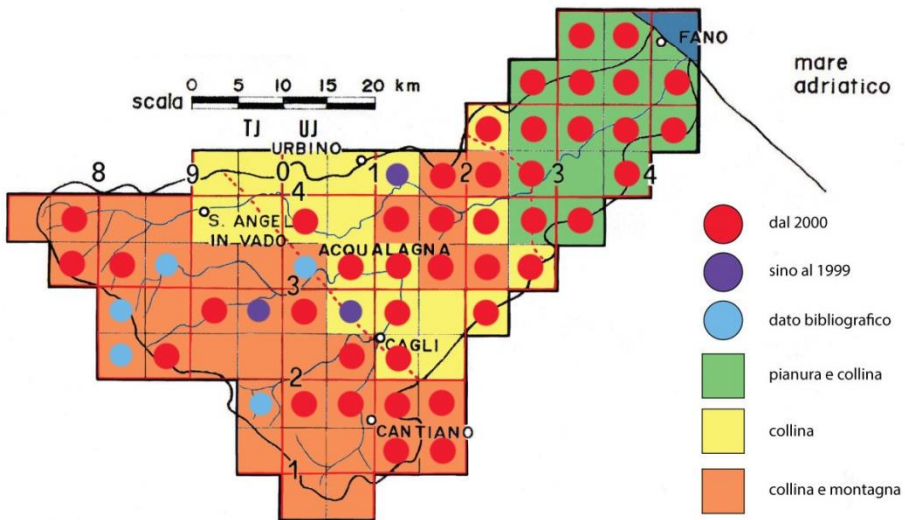 FANO
mare
adriatico
scala 0 5 10 15 20 km
TJ UJ
URBINO
8 9 0 1 2 3 4
4
S. ANGEL
IN VADO
ACQUALAGNA
3
CAGLI
2
CANTIANO
1
dal 2000
sino al 1999
dato bibliografico
pianura e collina
collina
collina e montagna